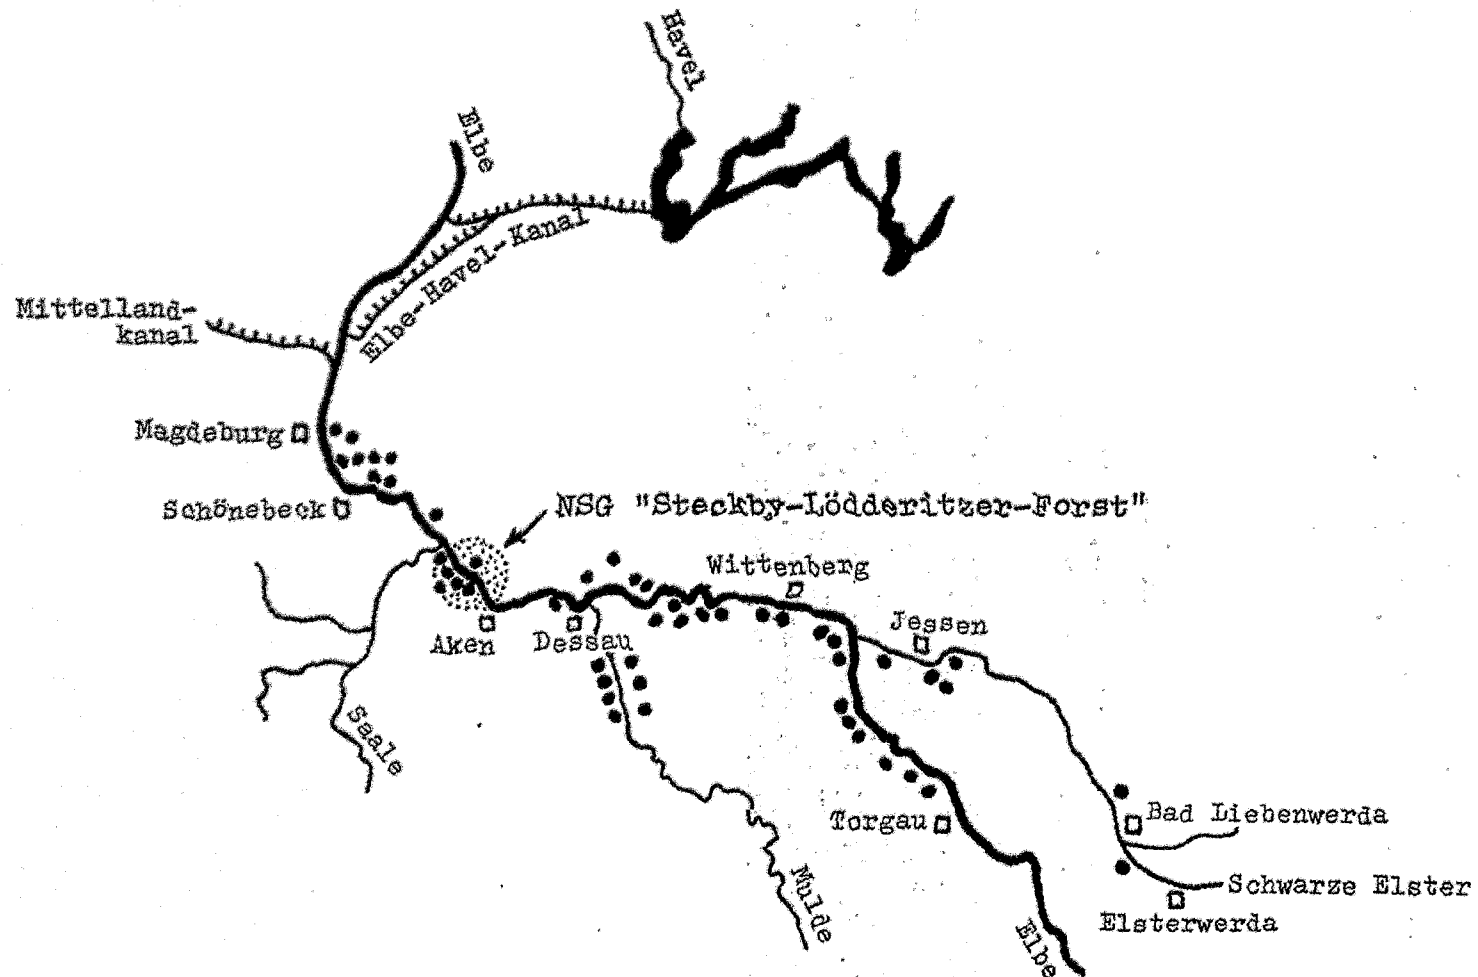 Havel
Elbe
Elbe-Havel-Kanal
Mittelland-
kanal
Magdeburg
Schönebeck
NSG "Steckby-Lödderitzer-Forst"
Wittenberg
Jessen
Aken
Dessau
Saale
Torgau
Bad Liebenwerda
Mulde
Schwarze Elster
Elsterwerda
Elbe